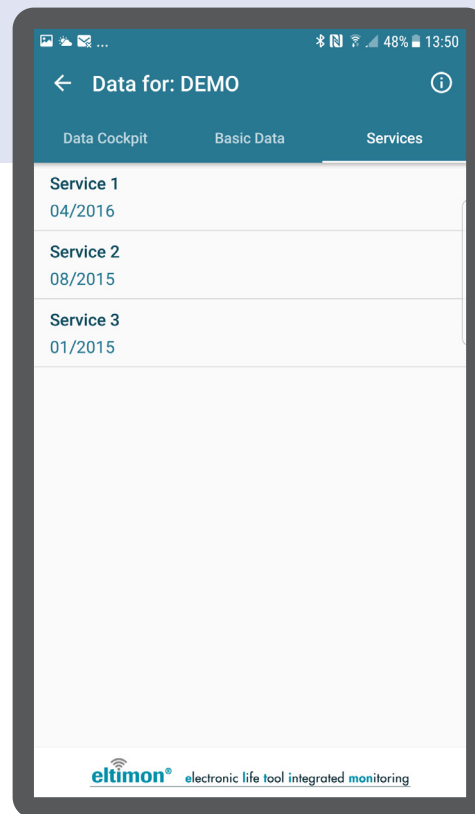 ... 48% 13:50
Data for: DEMO
Data Cockpit Basic Data Services
Service 1
04/2016
Service 2
08/2015
Service 3
01/2015
eltimon® electronic life tool integrated monitoring